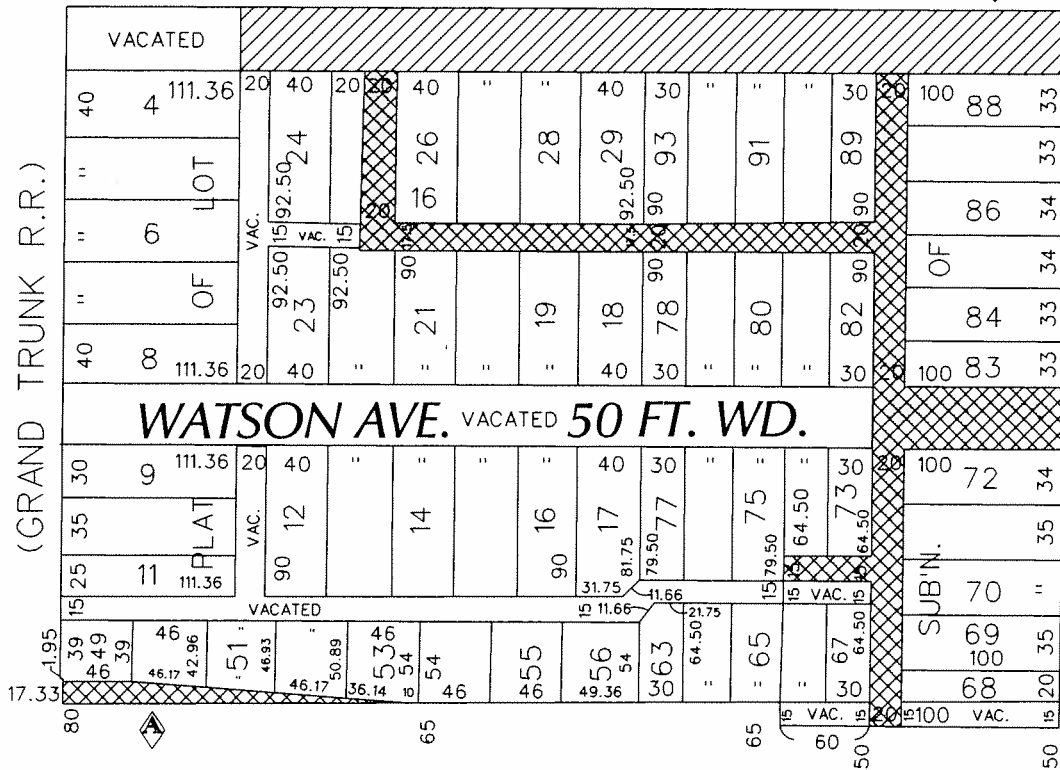 VACATED
40 4 111.36 20 40 20 20 40 " " 40 30 " " 30 20 100 88 33
24 26 28 29 93 91 89
" LOT 92.50 16 92.50 90 90 33
" 6 VAC. 15 VAC. 15 20 17.5 20 20 86 34
OF 92.50 92.50 90 90 90 OF 34
" 23 21 19 18 78 80 82 84 33
40 8 111.36 20 40 " " " " 40 30 " " " 30 20 100 83 33
(GRAND TRUNK R.R.)
WATSON AVE. VACATED 50 FT. WD.
30 9 111.36 20 40 " " " " 40 30 " " " 30 20 100 72 34
35 PLAT VAC. 12 14 16 17 77 75 64.50 73 64.50 35
25 11 111.36 90 90 81.75 79.50 79.50 15 15 SUB'N. 70 "
31.75 11.66 15 15 VAC. 15
15 VACATED 15 11.66 21.75
1.95 39 49 39 46 42.96 " 51 46.93 " 50.89 46 53 54 54 55 56 54 63 64.50 " 65 " 67 64.50 69 100 35
46 46.17 46.17 36.14 10 46 46 49.36 30 " " " 30 68 20
17.33
15 VAC. 15 20 15 100 VAC. 15
80 A 65 65 60 50 50